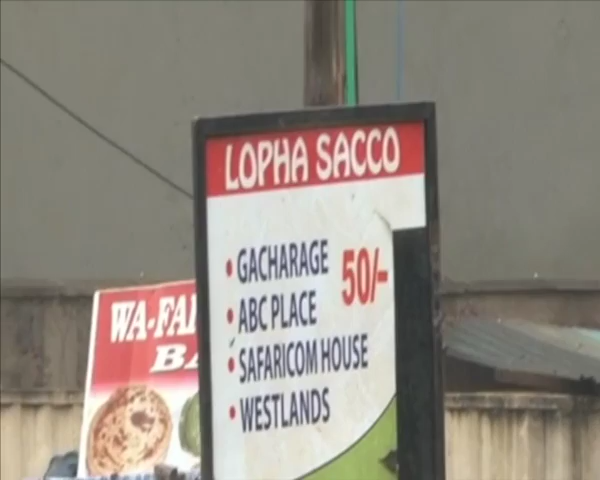 LOPHA SACCO
• GACHARAGE 50/-
• ABC PLACE
• SAFARICOM HOUSE
• WESTLANDS